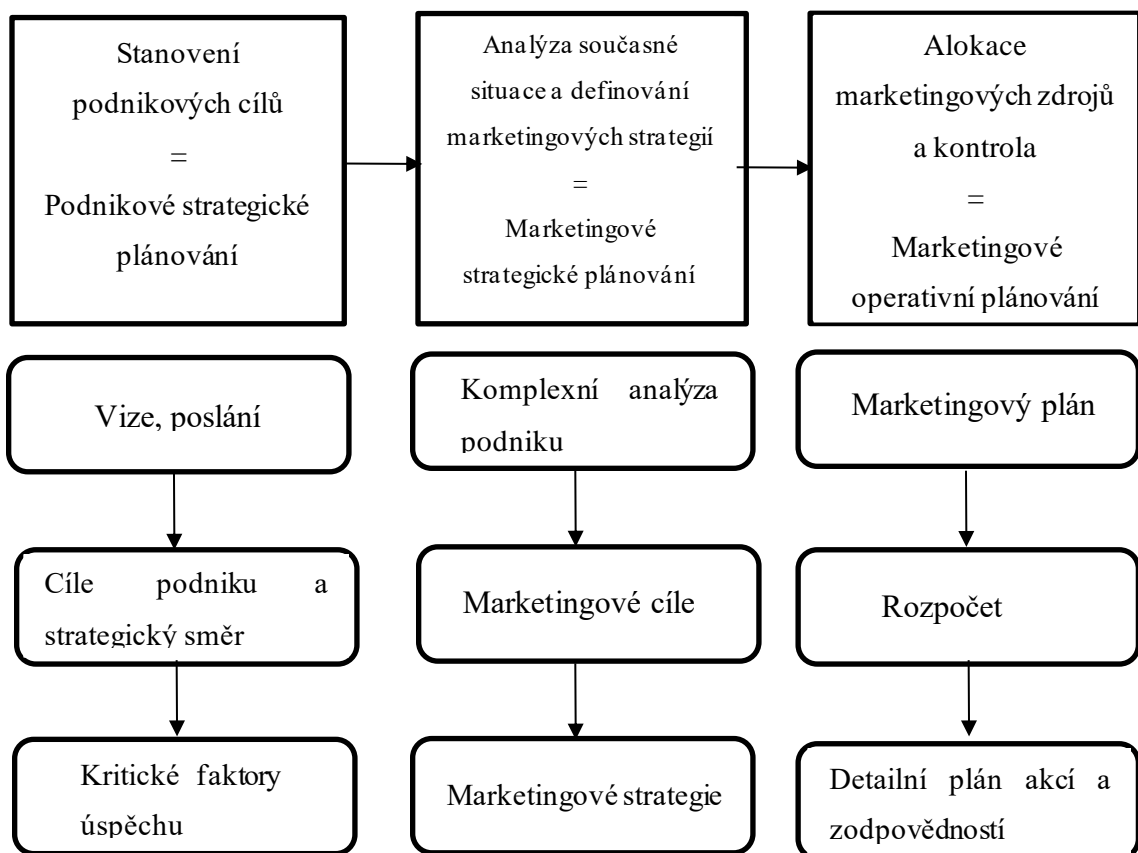 Stanovení
podnikových cílů
=
Podnikové strategické
plánování
Analýza současné
situace a definování
marketingových strategií
=
Marketingové
strategické plánování
Alokace
marketingových zdrojů
a kontrola
=
Marketingové
operativní plánování
Vize, poslání
Komplexní analýza
podniku
Marketingový plán
Cíle podniku a
strategický směr
Marketingové cíle
Rozpočet
Kritické faktory
úspěchu
Marketingové strategie
Detailní plán akcí a
zodpovědností